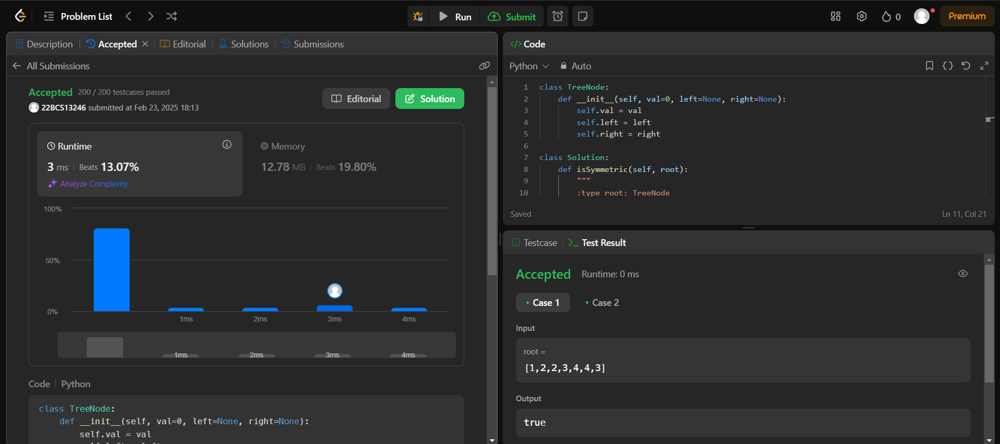 Problem List
Run
Submit
0
Premium
Description
Accepted
Editorial
Solutions
Submissions
All Submissions
Accepted 200 / 200 testcases passed
22BCS13246 submitted at Feb 23, 2025 18:13
Editorial
Solution
Runtime
3 ms Beats 13.07%
Analyze Complexity
Memory
12.78 MB Beats 19.80%
100%
50%
0%
1ms
2ms
3ms
4ms
1ms
2ms
3ms
4ms
Code
Python
class TreeNode:
def __init__(self, val=0, left=None, right=None):
self.val = val
self.left = left
Code
Python
Auto
1 class TreeNode:
2 def __init__(self, val=0, left=None, right=None):
3 self.val = val
4 self.left = left
5 self.right = right
6
7 class Solution:
8 def isSymmetric(self, root):
9 """
10 :type root: TreeNode
Saved
Ln 11, Col 21
Testcase
Test Result
Accepted
Runtime: 0 ms
Case 1
Case 2
Input
root =
[1,2,2,3,4,4,3]
Output
true